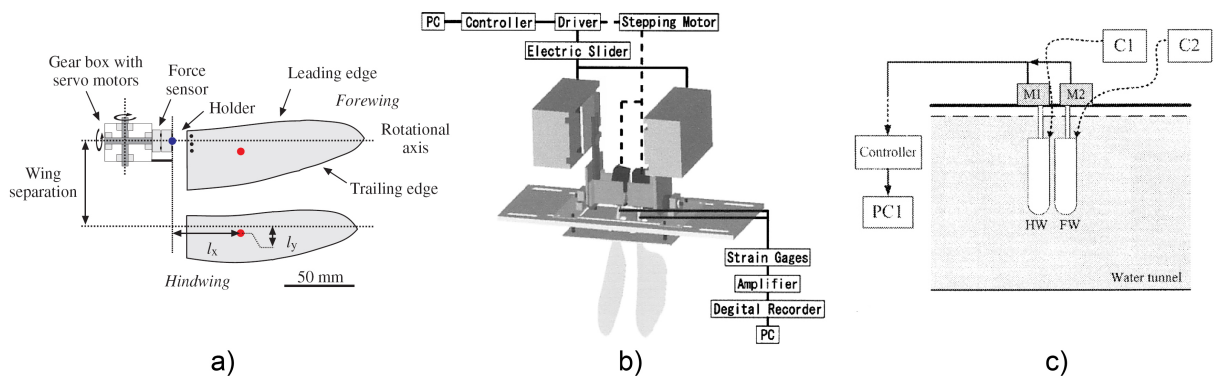 Gear box with
servo motors
Force
sensor
Holder
Leading edge
Forewing
Rotational
axis
Wing
separation
Trailing edge
lx
ly
Hindwing
50 mm
a)
PC
Controller
Driver
Stepping Motor
Electric Slider
Strain Gages
Amplifier
Degital Recorder
PC
b)
C1
C2
M1
M2
Controller
PC1
HW
FW
Water tunnel
c)